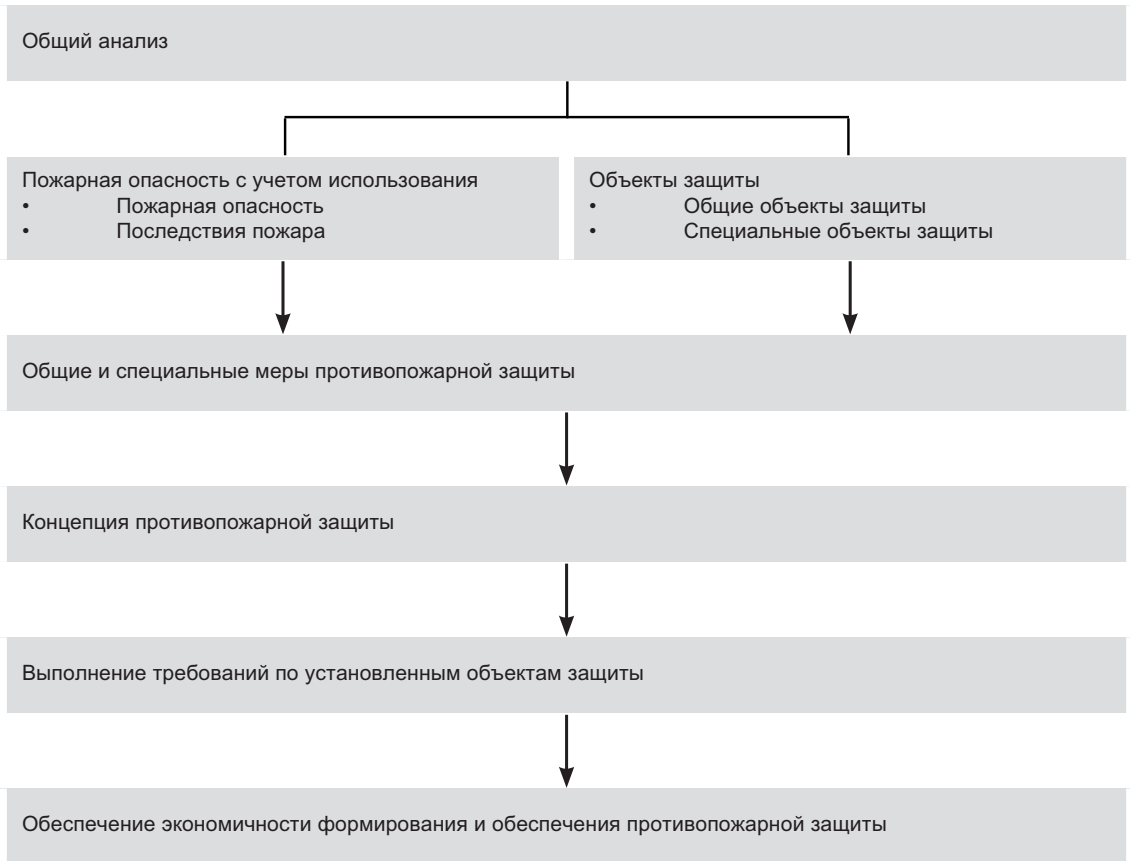 Общий анализ
Пожарная опасность с учетом использования
• Пожарная опасность
• Последствия пожара
Объекты защиты
• Общие объекты защиты
• Специальные объекты защиты
Общие и специальные меры противопожарной защиты
Концепция противопожарной защиты
Выполнение требований по установленным объектам защиты
Обеспечение экономичности формирования и обеспечения противопожарной защиты